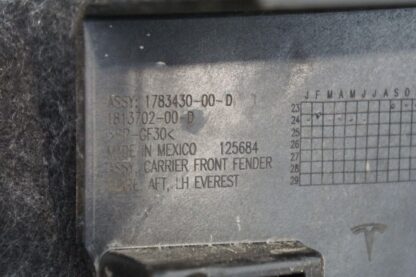 ASSY: 1783430-00-D
1813702-00-D
-GF30<
MADE IN MEXICO 125684
ASSY, CARRIER FRONT FENDER
AFT, LH EVEREST
J F M A M J J A S O
23
24
25
26
27
28
29